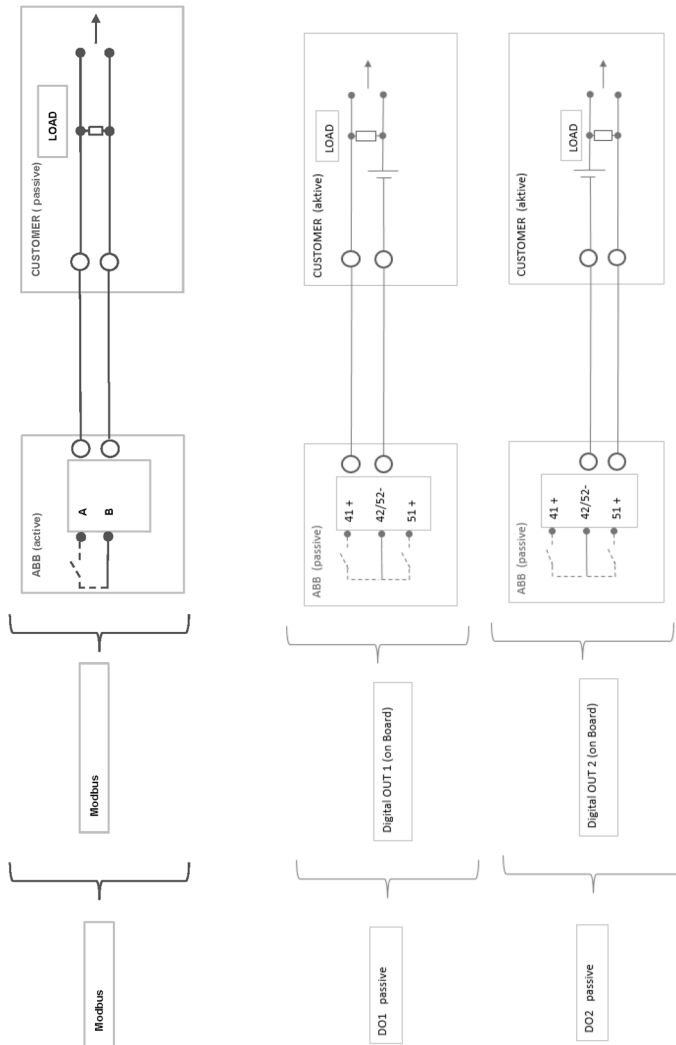 LOAD
CUSTOMER ( passive)
A
B
ABB (active)
Modbus
Modbus
LOAD
CUSTOMER (aktive)
41 +
42/52-
51 +
ABB (passive)
Digital OUT 1 (on Board)
DO1 passive
LOAD
CUSTOMER (aktive)
41 +
42/52-
51 +
ABB (passive)
Digital OUT 2 (on Board)
DO2 passive